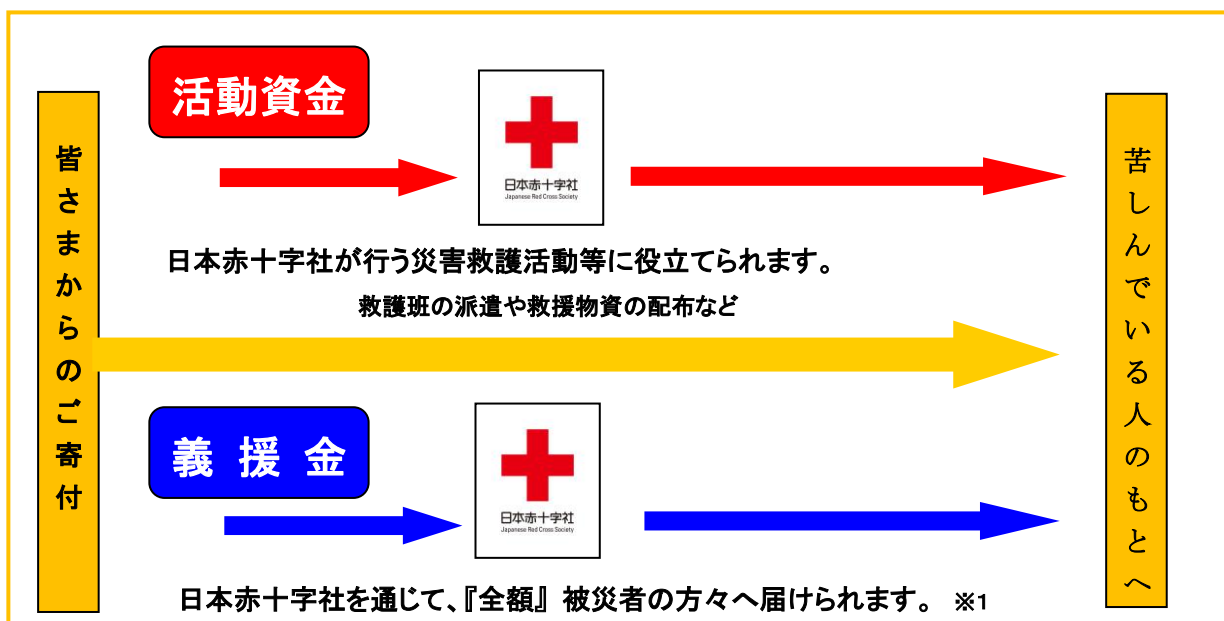 皆さまからのご寄付
活動資金
日本赤十字社
Japanese Red Cross Society
日本赤十字社が行う災害救護活動等に役立てられます。
救護班の派遣や救援物資の配布など
義 援 金
日本赤十字社
Japanese Red Cross Society
日本赤十字社を通じて、『全額』 被災者の方々へ届けられます。 ※1
苦しんでいる人のもとへ